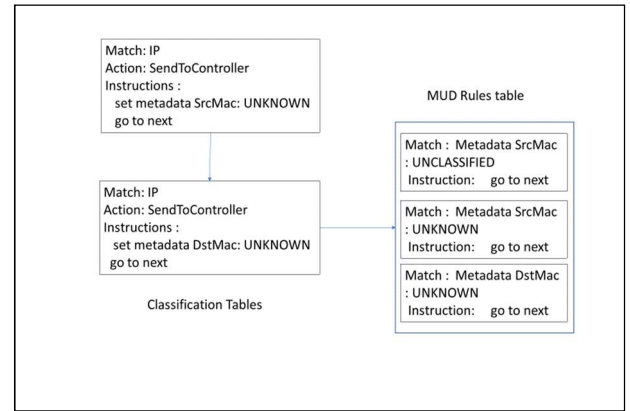 Match: IP
Action: SendToController
Instructions :
set metadata SrcMac: UNKNOWN
go to next
Match: IP
Action: SendToController
Instructions :
set metadata DstMac: UNKNOWN
go to next
Classification Tables
MUD Rules table
Match : Metadata SrcMac
: UNCLASSIFIED
Instruction: go to next
Match : Metadata SrcMac
: UNKNOWN
Instruction: go to next
Match : Metadata DstMac
: UNKNOWN
Instruction: go to next